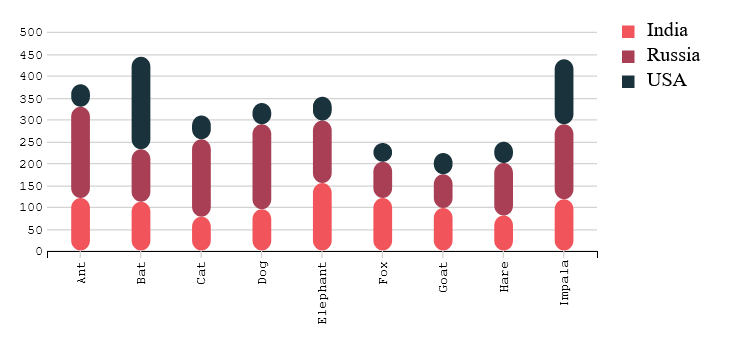 500
450
400
350
300
250
200
150
100
50
0
Ant
Bat
Cat
Dog
Elephant
Fox
Goat
Hare
Impala
India
Russia
USA